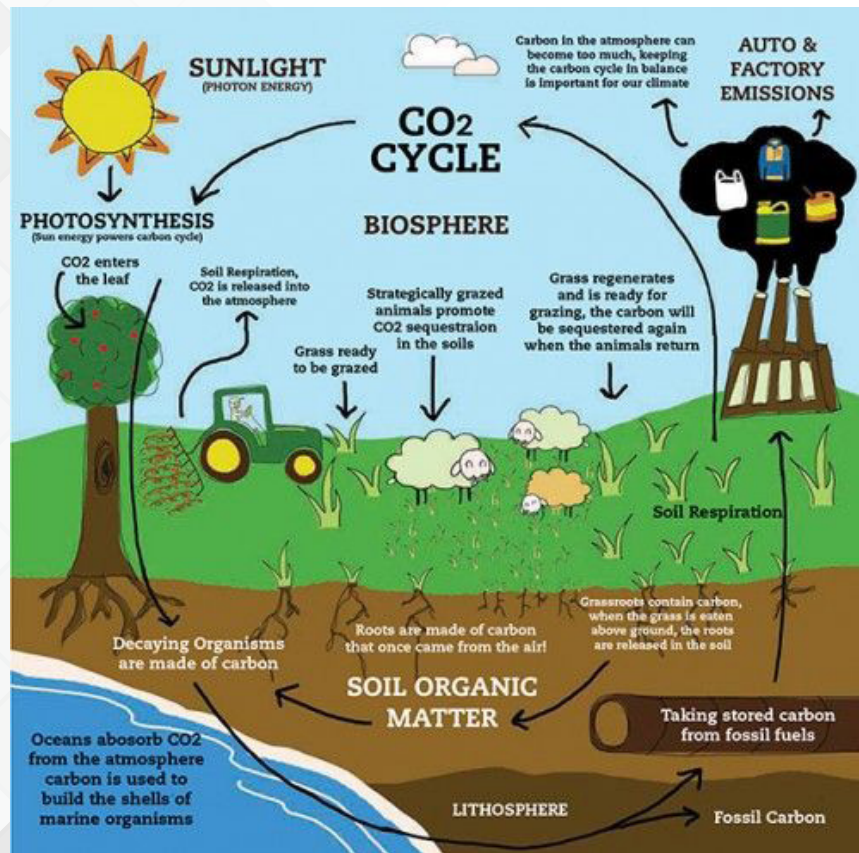 SUNLIGHT
(PHOTON ENERGY)
Carbon in the atmosphere can
become too much, keeping
the carbon cycle in balance
is important for our climate
AUTO &
FACTORY
EMISSIONS
CO2
CYCLE
BIOSPHERE
PHOTOSYNTHESIS
(Sun energy powers carbon cycle)
CO2 enters
the leaf
Soil Respiration,
CO2 is released into
the atmosphere
Grass ready
to be grazed
Strategically grazed
animals promote
CO2 sequestraion
in the soils
Grass regenerates
and is ready for
grazing, the carbon will
be sequestered again
when the animals return
Soil Respiration
Decaying Organisms
are made of carbon
Roots are made of carbon
that once came from the air!
Grassroots contain carbon,
when the grass is eaten
above ground, the roots
are released in the soil
SOIL ORGANIC
MATTER
Taking stored carbon
from fossil fuels
Oceans abosorb CO2
from the atmosphere
carbon is used to
build the shells of
marine organisms
LITHOSPHERE
Fossil Carbon